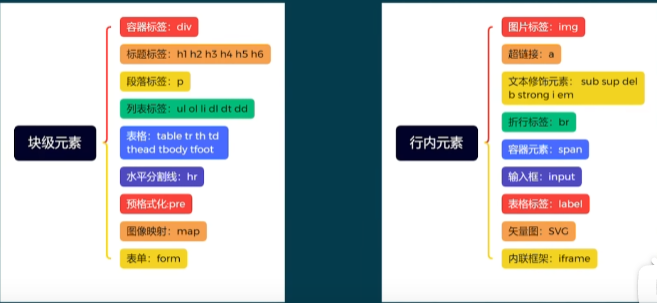 块级元素
容器标签：div
标题标签：h1 h2 h3 h4 h5 h6
段落标签：p
列表标签：ul ol li dl dt dd
表格：table tr th td
thead tbody tfoot
水平分割线：hr
预格式化:pre
图像映射：map
表单：form
行内元素
图片标签：img
超链接：a
文本修饰元素： sub sup del
b strong i em
折行标签：br
容器元素：span
输入框：input
表格标签：label
矢量图：SVG
内联框架：iframe